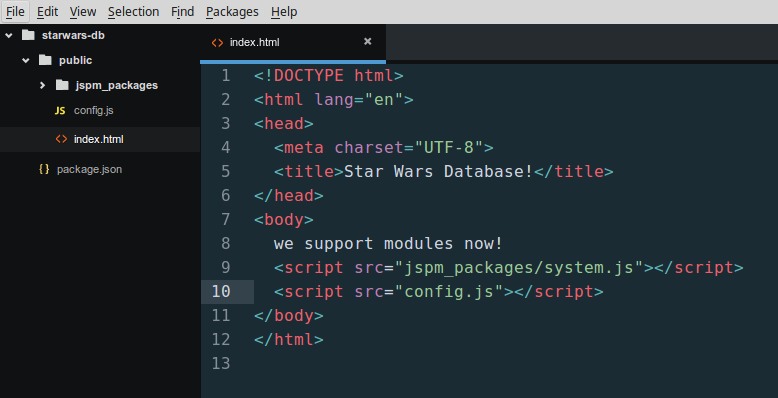 File Edit View Selection Find Packages Help
starwars-db
public
jspm_packages
JS config.js
<> index.html
{} package.json
<> index.html ×
1 <!DOCTYPE html>
2 <html lang="en">
3 <head>
4   <meta charset="UTF-8">
5   <title>Star Wars Database!</title>
6 </head>
7 <body>
8   we support modules now!
9   <script src="jspm_packages/system.js"></script>
10   <script src="config.js"></script>
11 </body>
12 </html>
13